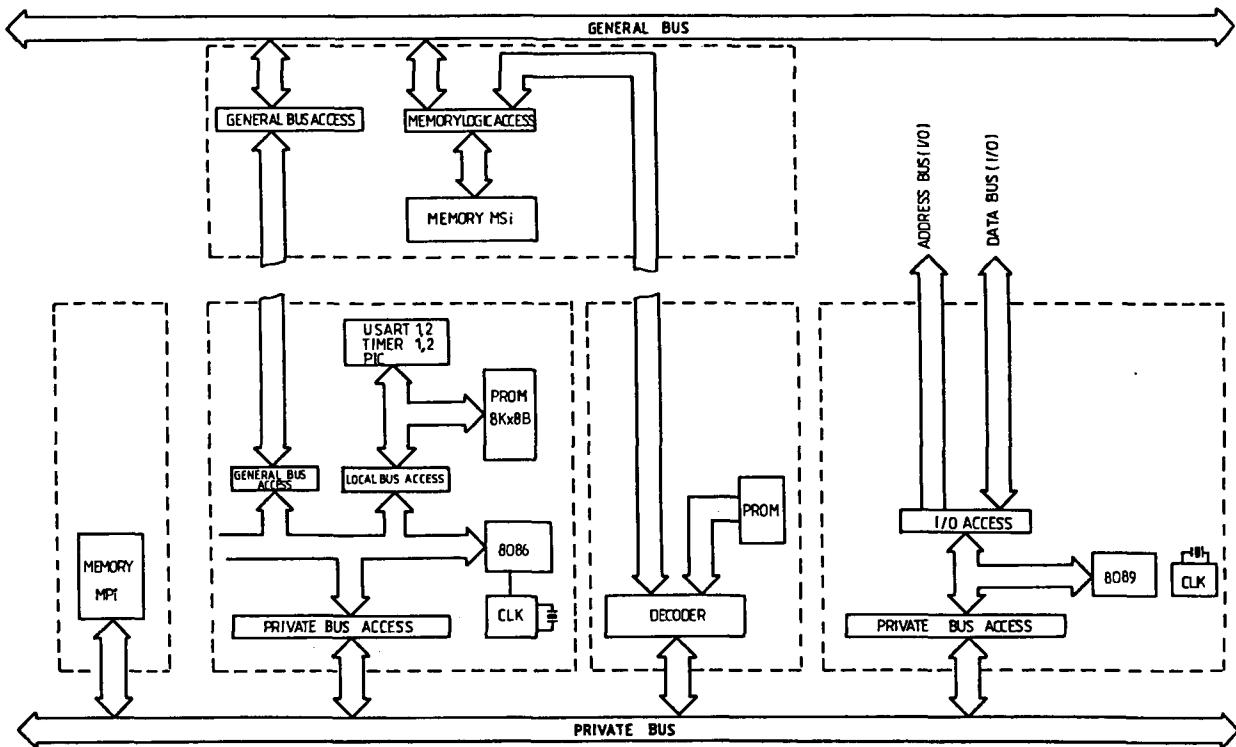 GENERAL BUS
GENERAL BUS ACCESS
MEMORY LOGIC ACCESS
MEMORY MSi
ADDRESS BUS (I/O)
DATA BUS (I/O)
USART 1,2
TIMER 1,2
PIC
PROM
8Kx8B
GENERAL BUS
ACCESS
LOCAL BUS ACCESS
PROM
I/O ACCESS
MEMORY
MPi
8086
8089
CLK
CLK
PRIVATE BUS ACCESS
DECODER
PRIVATE BUS ACCESS
PRIVATE BUS